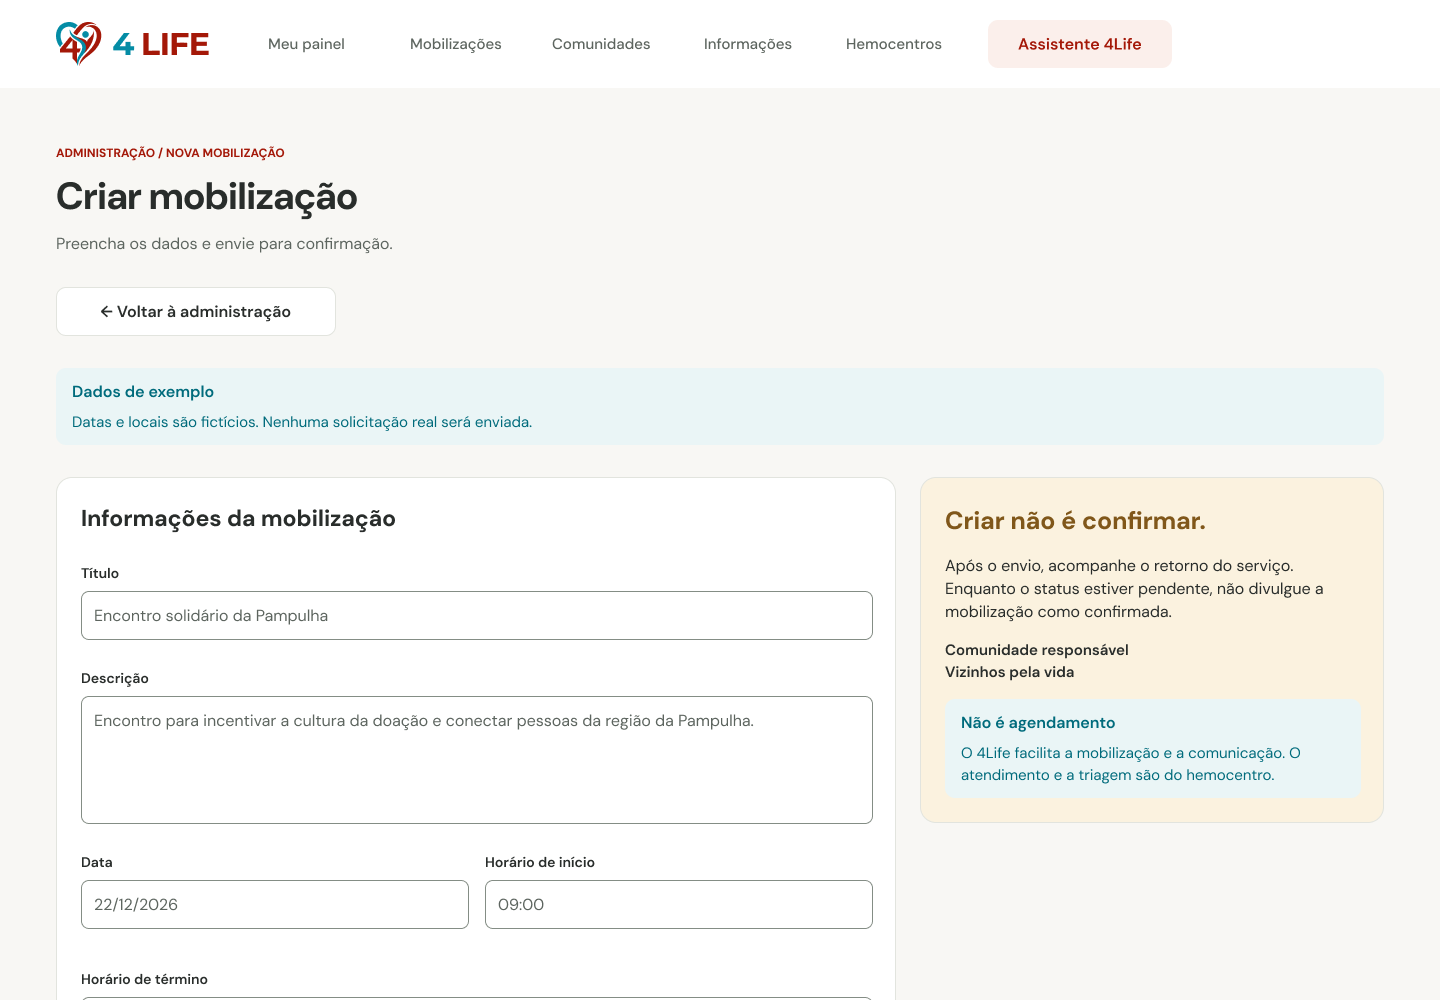 4 LIFE
Meu painel
Mobilizações
Comunidades
Informações
Hemocentros
Assistente 4Life
ADMINISTRAÇÃO / NOVA MOBILIZAÇÃO
Criar mobilização
Preencha os dados e envie para confirmação.
← Voltar à administração
Dados de exemplo
Datas e locais são fictícios. Nenhuma solicitação real será enviada.
Informações da mobilização
Título
Encontro solidário da Pampulha
Descrição
Encontro para incentivar a cultura da doação e conectar pessoas da região da Pampulha.
Data
22/12/2026
Horário de início
09:00
Horário de término
Criar não é confirmar.
Após o envio, acompanhe o retorno do serviço.
Enquanto o status estiver pendente, não divulgue a
mobilização como confirmada.
Comunidade responsável
Vizinhos pela vida
Não é agendamento
O 4Life facilita a mobilização e a comunicação. O
atendimento e a triagem são do hemocentro.